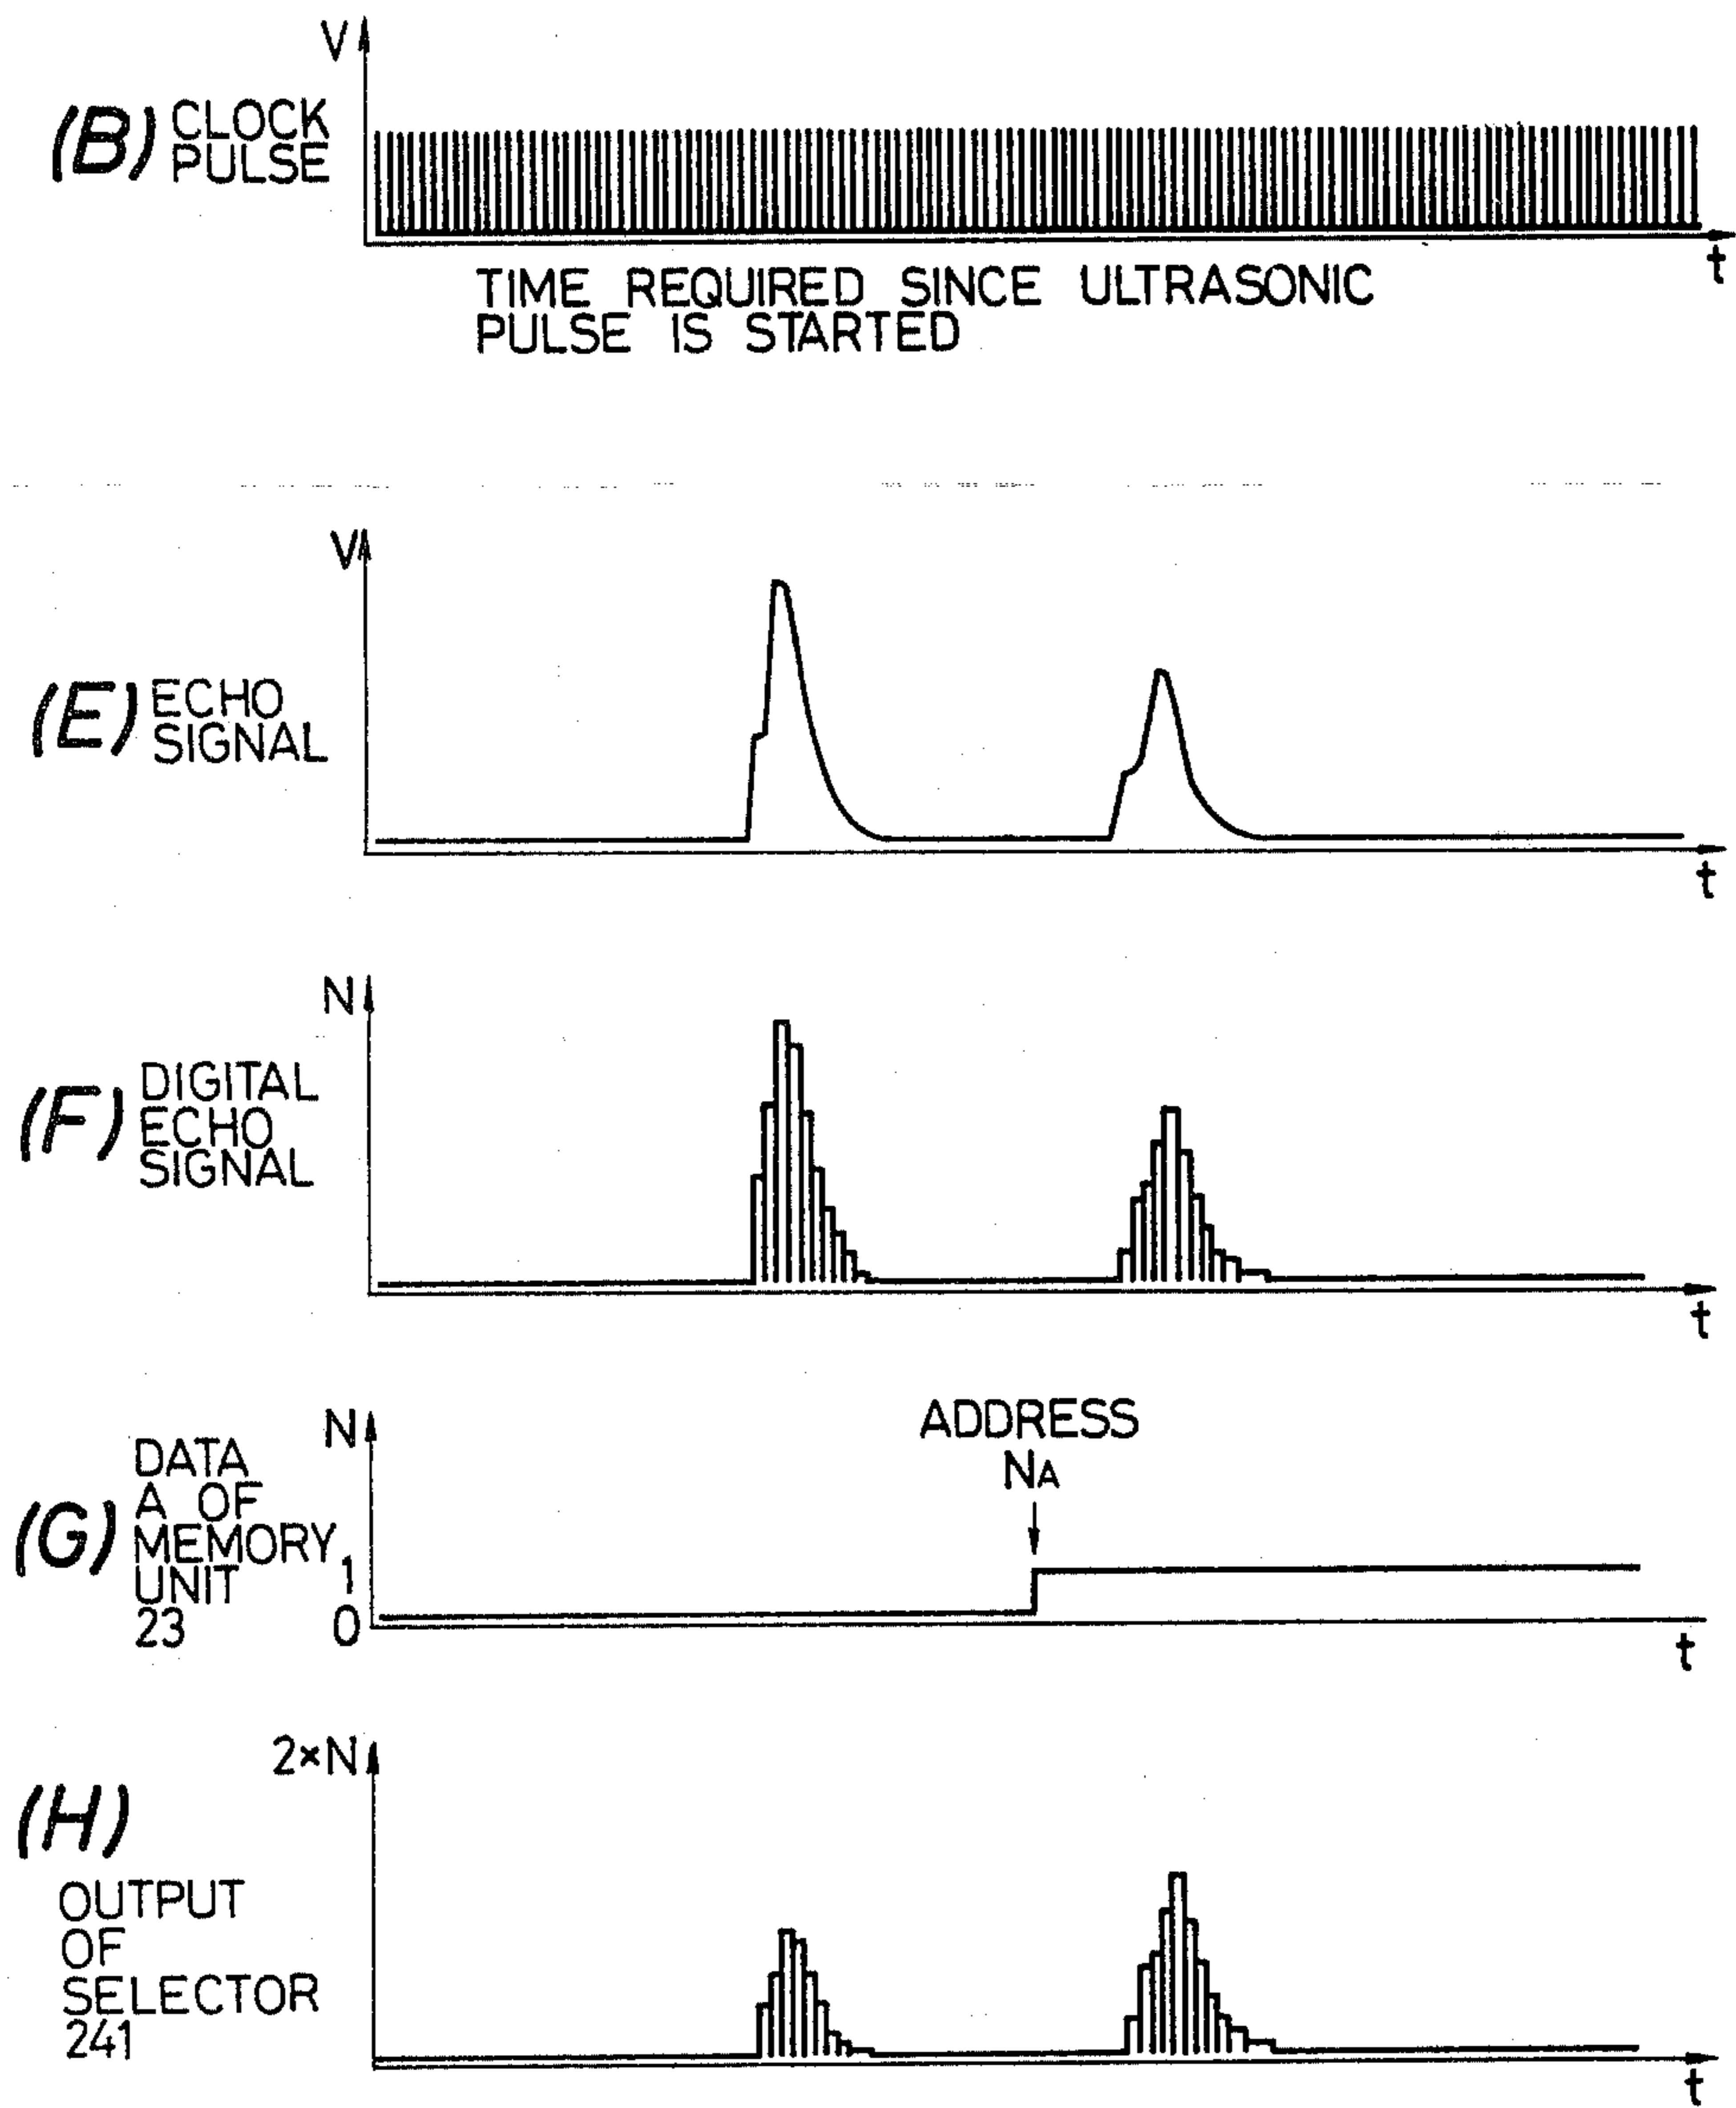 V
(B) CLOCK
PULSE
t
TIME REQUIRED SINCE ULTRASONIC
PULSE IS STARTED
V
(E) ECHO
SIGNAL
t
N
(F) DIGITAL
ECHO
SIGNAL
t
N
ADDRESS
NA
(G) DATA
A OF
MEMORY
UNIT
23
1
0
t
2×N
(H)
OUTPUT
OF
SELECTOR
241
t